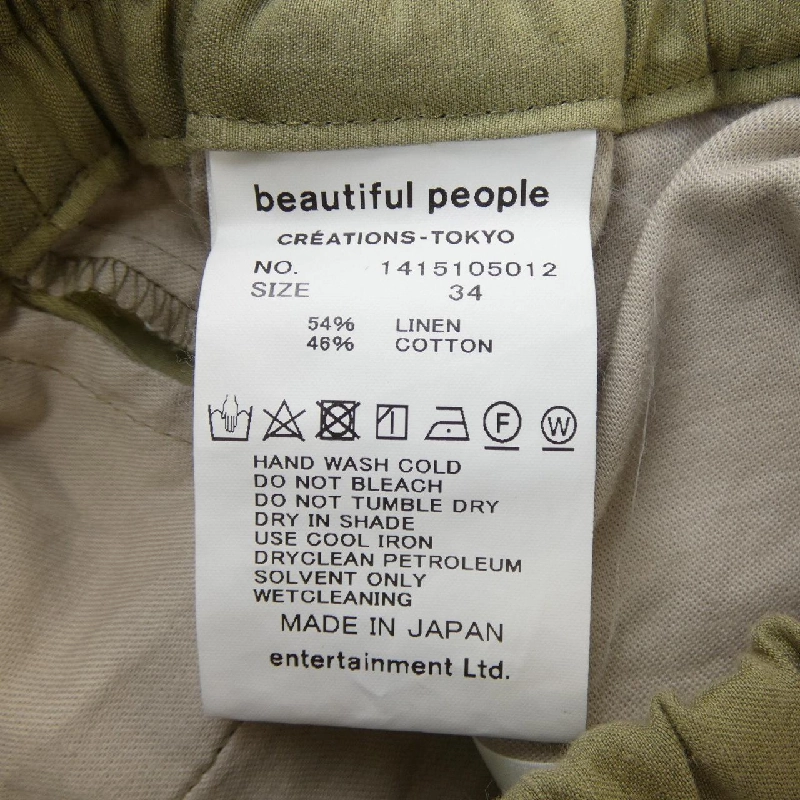 beautiful people
CRÉATIONS-TOKYO
NO. 1415105012
SIZE 34
54% LINEN
46% COTTON
F W
HAND WASH COLD
DO NOT BLEACH
DO NOT TUMBLE DRY
DRY IN SHADE
USE COOL IRON
DRYCLEAN PETROLEUM
SOLVENT ONLY
WETCLEANING
MADE IN JAPAN
entertainment Ltd.